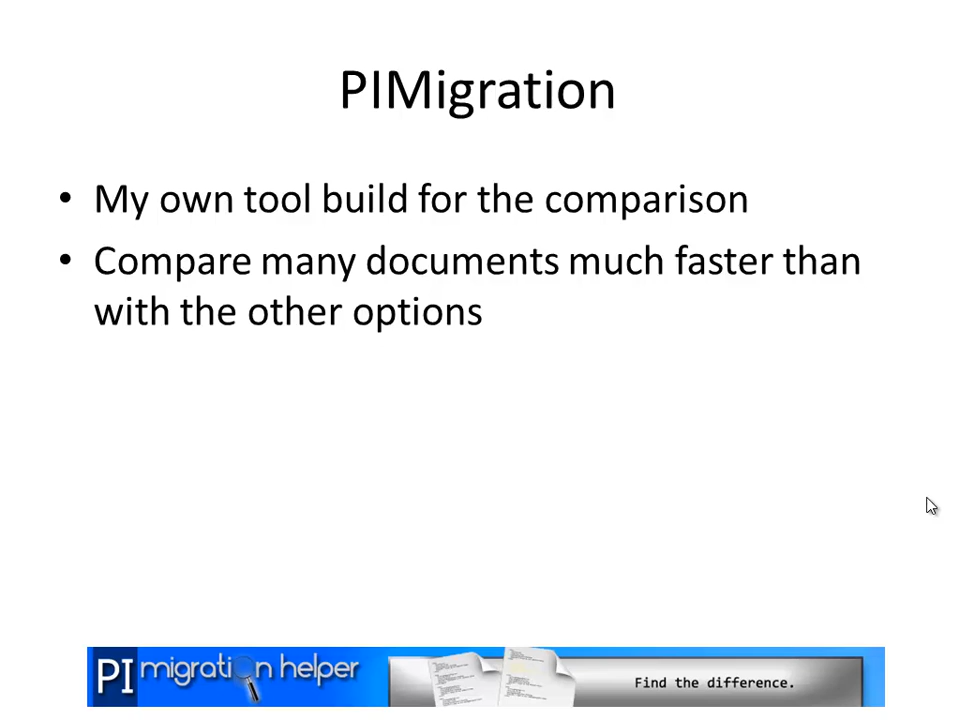 PIMigration
• My own tool build for the comparison
• Compare many documents much faster than
with the other options
PI migration helper
Find the difference.